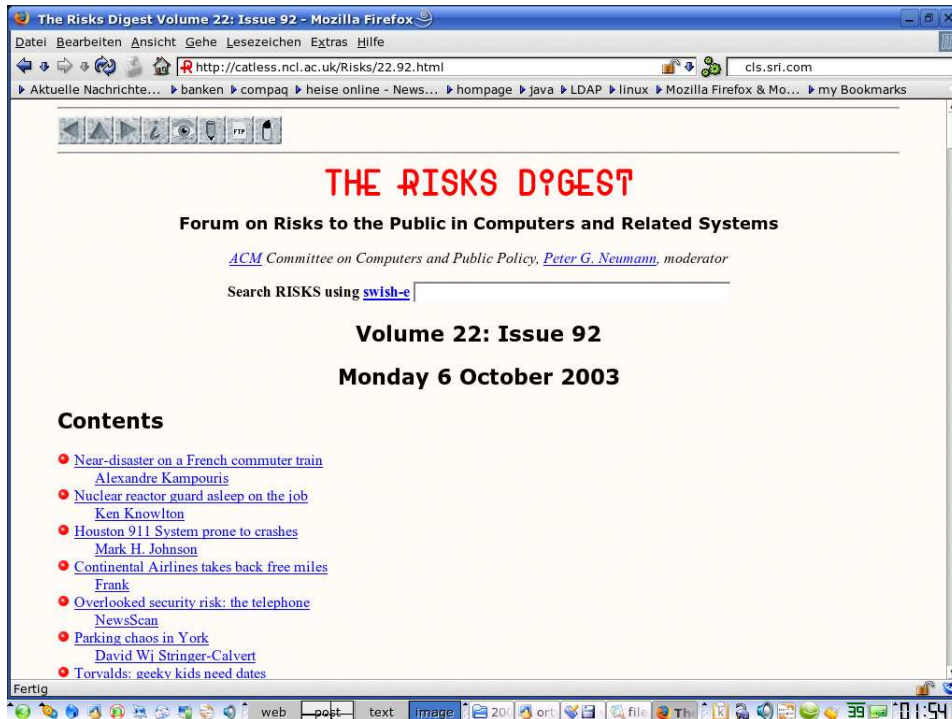 The Risks Digest Volume 22: Issue 92 - Mozilla Firefox
Datei Bearbeiten Ansicht Gehe Lesezeichen Extras Hilfe
http://catless.ncl.ac.uk/Risks/22.92.html cls.sri.com
Aktuelle Nachrichte... banken compaq heise online - News... hompage java LDAP linux Mozilla Firefox & Mo... my Bookmarks
i FTP
THE RISKS DIGEST
Forum on Risks to the Public in Computers and Related Systems
ACM Committee on Computers and Public Policy, Peter G. Neumann, moderator
Search RISKS using swish-e
Volume 22: Issue 92
Monday 6 October 2003
Contents
Near-disaster on a French commuter train
Alexandre Kampouris
Nuclear reactor guard asleep on the job
Ken Knowlton
Houston 911 System prone to crashes
Mark H. Johnson
Continental Airlines takes back free miles
Frank
Overlooked security risk: the telephone
NewsScan
Parking chaos in York
David Wj Stringer-Calvert
Torvalds: geeky kids need dates
Fertig
web post text image 20 ort file Th 39